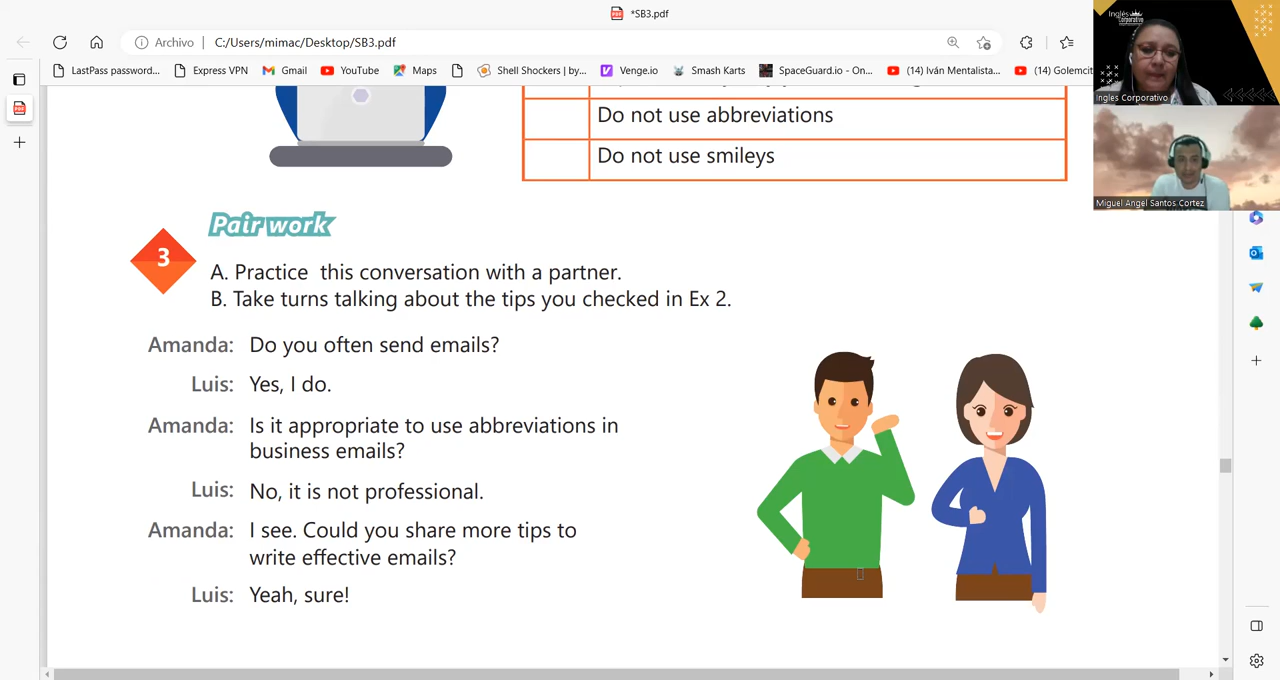 *SB3.pdf
Archivo | C:/Users/mimac/Desktop/SB3.pdf
LastPass password... Express VPN Gmail YouTube Maps Shell Shockers | by... Venge.io Smash Karts SpaceGuard.io - On... (14) Iván Mentalista... (14) Golemcit
Inglés
Corporativo
Ingles Corporativo
Miguel Angel Santos Cortez
Do not use abbreviations
Do not use smileys
Pair work
3
A. Practice this conversation with a partner.
B. Take turns talking about the tips you checked in Ex 2.
Amanda: Do you often send emails?
Luis: Yes, I do.
Amanda: Is it appropriate to use abbreviations in
business emails?
Luis: No, it is not professional.
Amanda: I see. Could you share more tips to
write effective emails?
Luis: Yeah, sure!